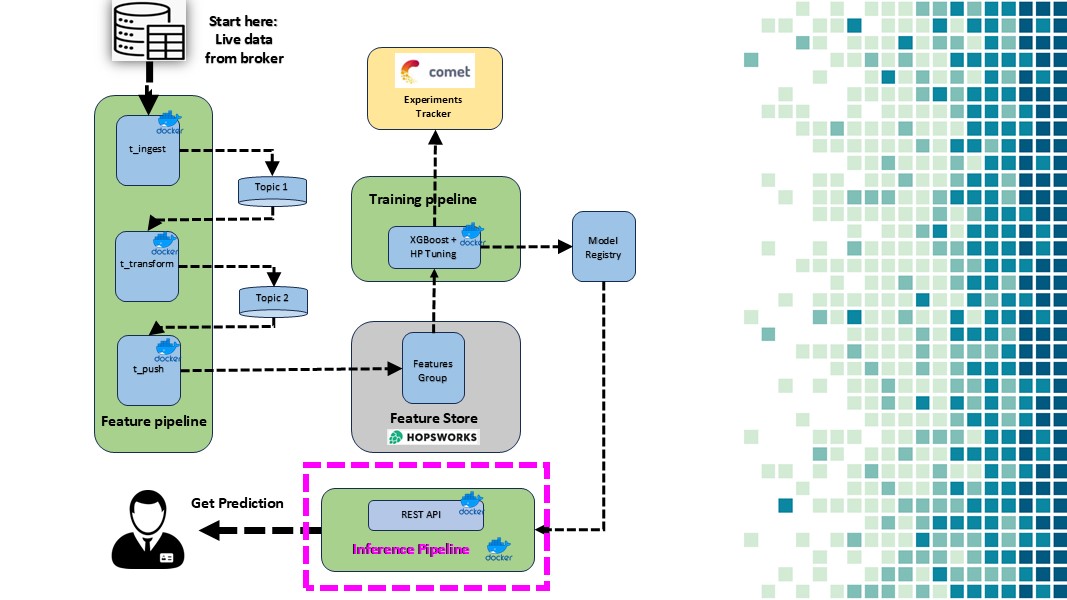 Start here:
Live data
from broker
docker
t_ingest
Topic 1
docker
t_transform
Topic 2
docker
t_push
Feature pipeline
comet
Experiments
Tracker
Training pipeline
docker
XGBoost +
HP Tuning
Model
Registry
Features
Group
Feature Store
HOPSWORKS
Get Prediction
docker
REST API
Inference Pipeline
docker